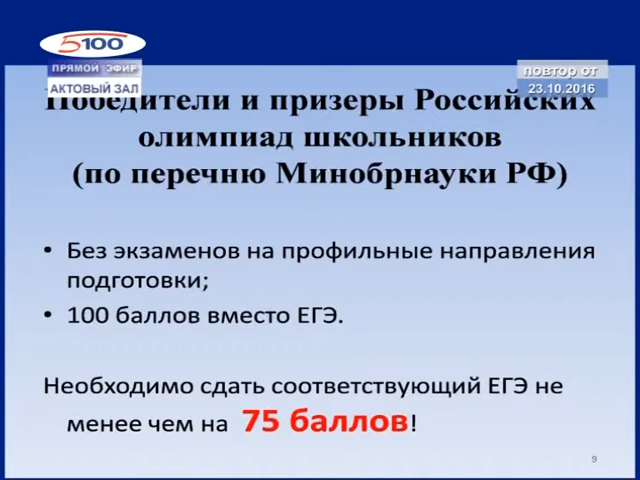 5100
ПРЯМОЙ ЭФИР
АКТОВЫЙ ЗАЛ
повтор от
23.10.2016
Победители и призеры Российских
олимпиад школьников
(по перечню Минобрнауки РФ)
• Без экзаменов на профильные направления
подготовки;
• 100 баллов вместо ЕГЭ.
Необходимо сдать соответствующий ЕГЭ не
менее чем на 75 баллов!
9